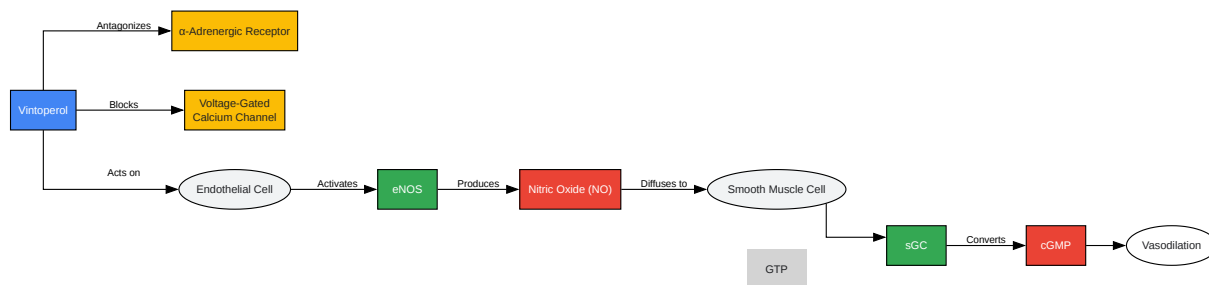 Antagonizes
α-Adrenergic Receptor
Vintoperol
Blocks
Voltage-Gated
Calcium Channel
Acts on
Endothelial Cell
Activates
eNOS
Produces
Nitric Oxide (NO)
Diffuses to
Smooth Muscle Cell
sGC
Converts
cGMP
Vasodilation
GTP